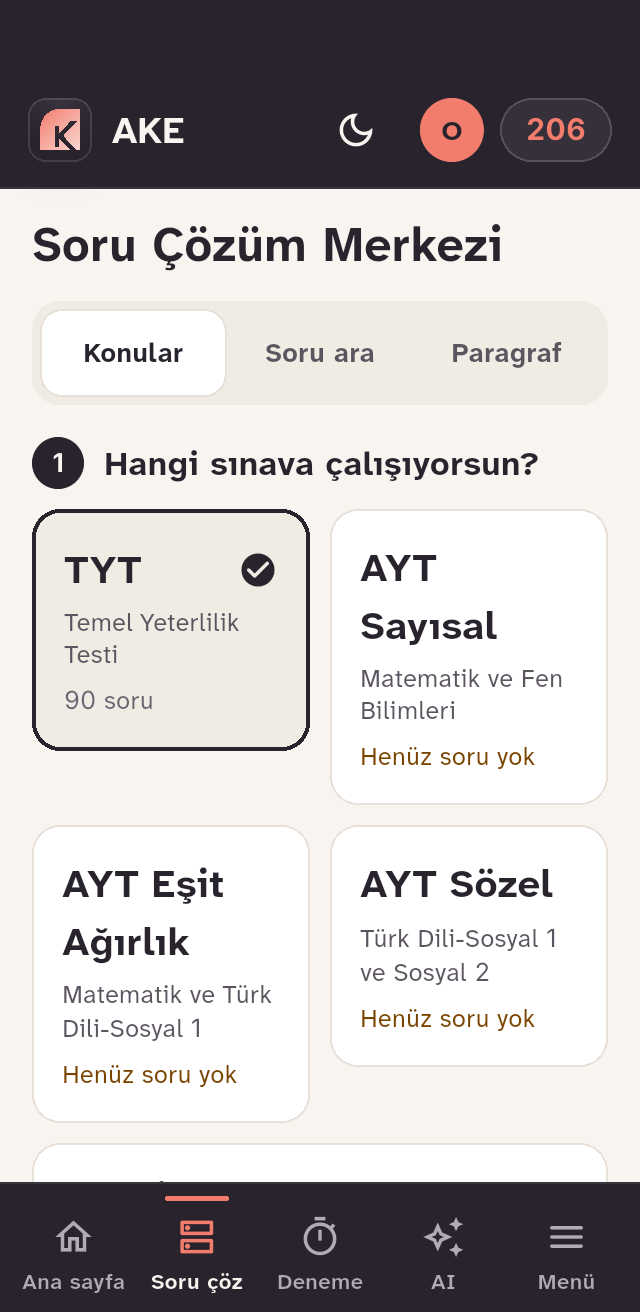 K
AKE
O
206
Soru Çözüm Merkezi
Konular
Soru ara
Paragraf
1
Hangi sınava çalışıyorsun?
TYT
Temel Yeterlilik
Testi
90 soru
AYT
Sayısal
Matematik ve Fen
Bilimleri
Henüz soru yok
AYT Eşit
Ağırlık
Matematik ve Türk
Dili-Sosyal 1
Henüz soru yok
AYT Sözel
Türk Dili-Sosyal 1
ve Sosyal 2
Henüz soru yok
Ana sayfa
Soru çöz
Deneme
AI
Menü